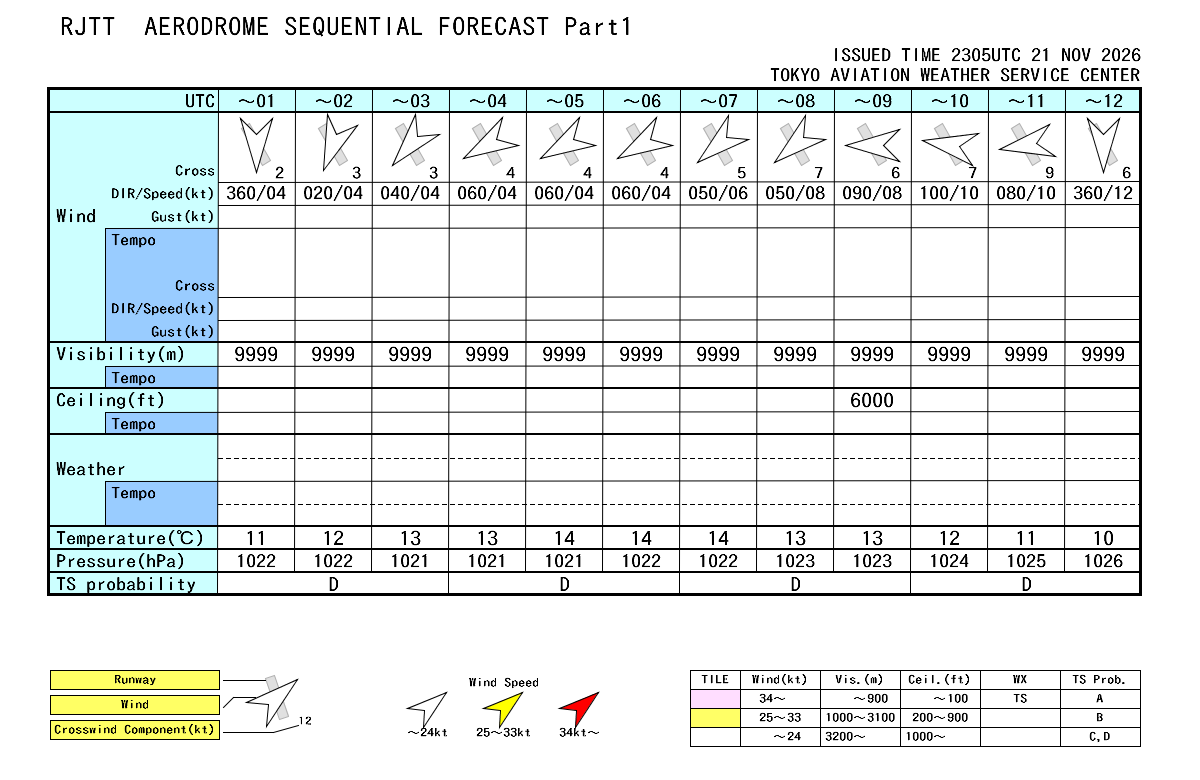 RJTT  AERODROME SEQUENTIAL FORECAST Part1
ISSUED TIME 2305UTC 21 NOV 2026
TOKYO AVIATION WEATHER SERVICE CENTER
UTC ～01 ～02 ～03 ～04 ～05 ～06 ～07 ～08 ～09 ～10 ～11 ～12
Cross 2 3 3 4 4 4 5 7 6 7 9 6
DIR/Speed(kt) 360/04 020/04 040/04 060/04 060/04 060/04 050/06 050/08 090/08 100/10 080/10 360/12
Wind Gust(kt)
Tempo
Cross
DIR/Speed(kt)
Gust(kt)
Visibility(m) 9999 9999 9999 9999 9999 9999 9999 9999 9999 9999 9999 9999
Tempo
Ceiling(ft) 6000
Tempo
Weather
Tempo
Temperature(℃) 11 12 13 13 14 14 14 13 13 12 11 10
Pressure(hPa) 1022 1022 1021 1021 1021 1022 1022 1023 1023 1024 1025 1026
TS probability D D D D
Runway
Wind
Crosswind Component(kt) 12
Wind Speed
～24kt 25～33kt 34kt～
TILE Wind(kt) Vis.(m) Ceil.(ft) WX TS Prob.
34～ ～900 ～100 TS A
25～33 1000～3100 200～900 B
～24 3200～ 1000～ C,D